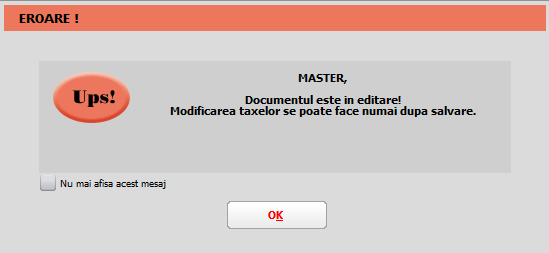 EROARE !
Ups!
MASTER,
Documentul este in editare!
Modificarea taxelor se poate face numai dupa salvare.
Nu mai afisa acest mesaj
OK